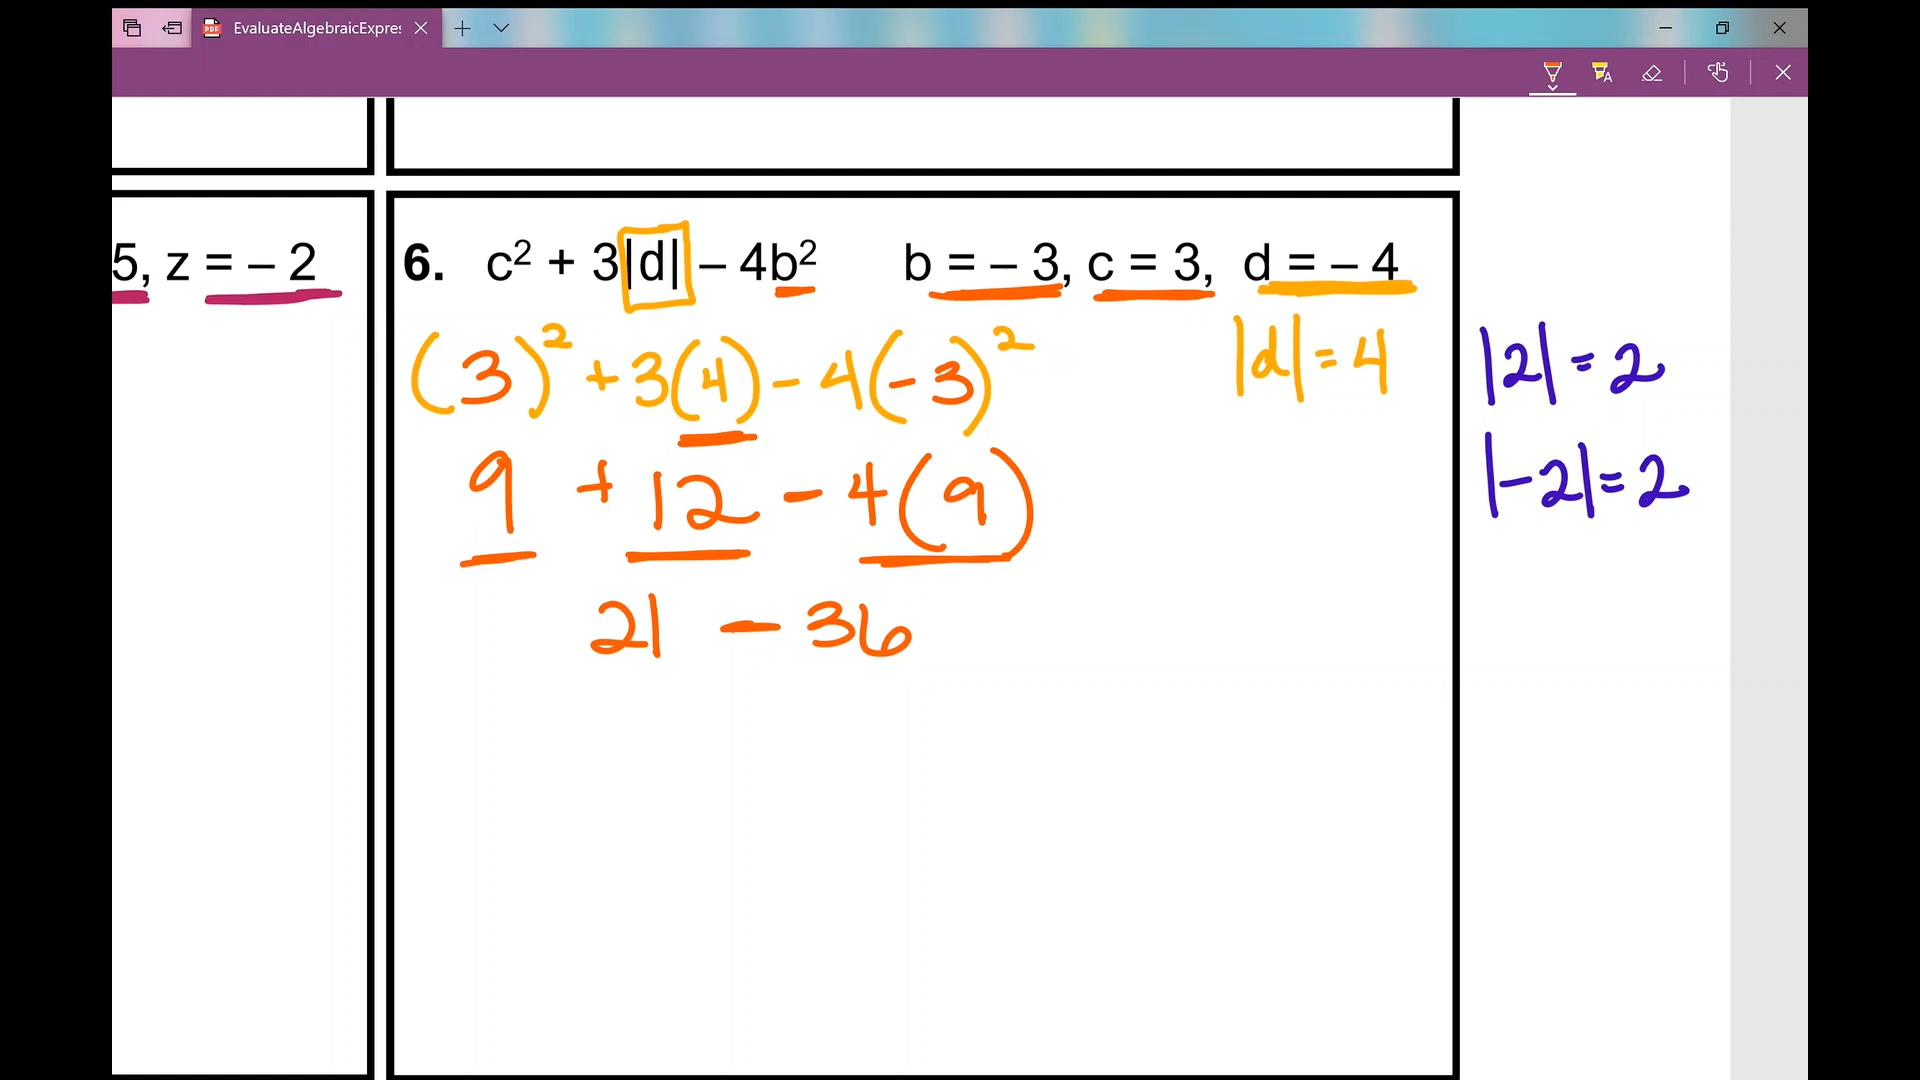 EvaluateAlgebraicExpres
5, z = – 2
6. c² + 3|d| – 4b² b = – 3, c = 3, d = – 4
(3)² + 3(4) - 4(-3)²
|d| = 4
9 + 12 - 4(9)
21 - 36
|2| = 2
|-2| = 2